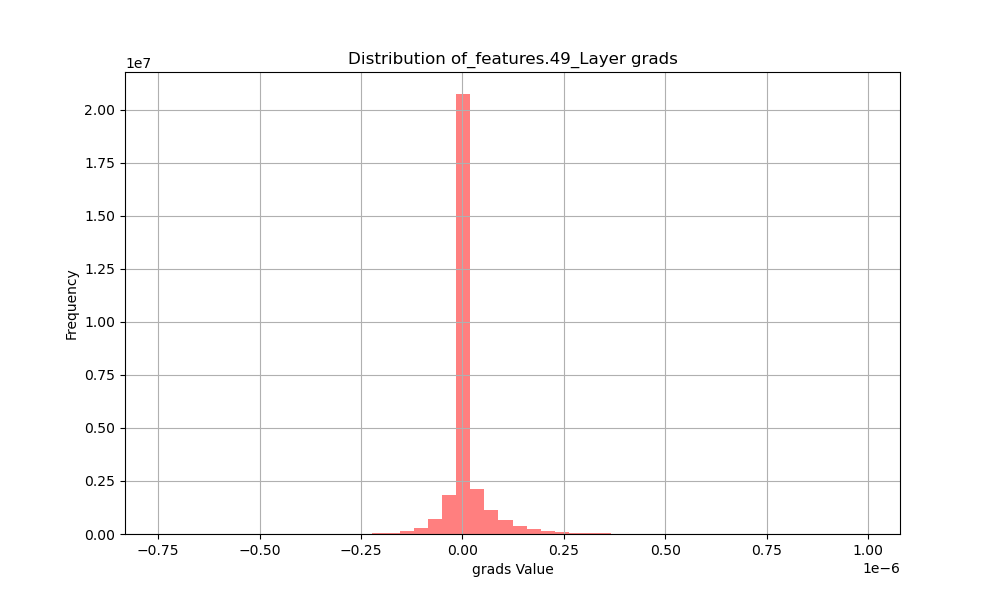 Distribution of_features.49_Layer grads
1e7
2.00
1.75
1.50
1.25
1.00
0.75
0.50
0.25
0.00
Frequency
−0.75 −0.50 −0.25 0.00 0.25 0.50 0.75 1.00
1e−6
grads Value